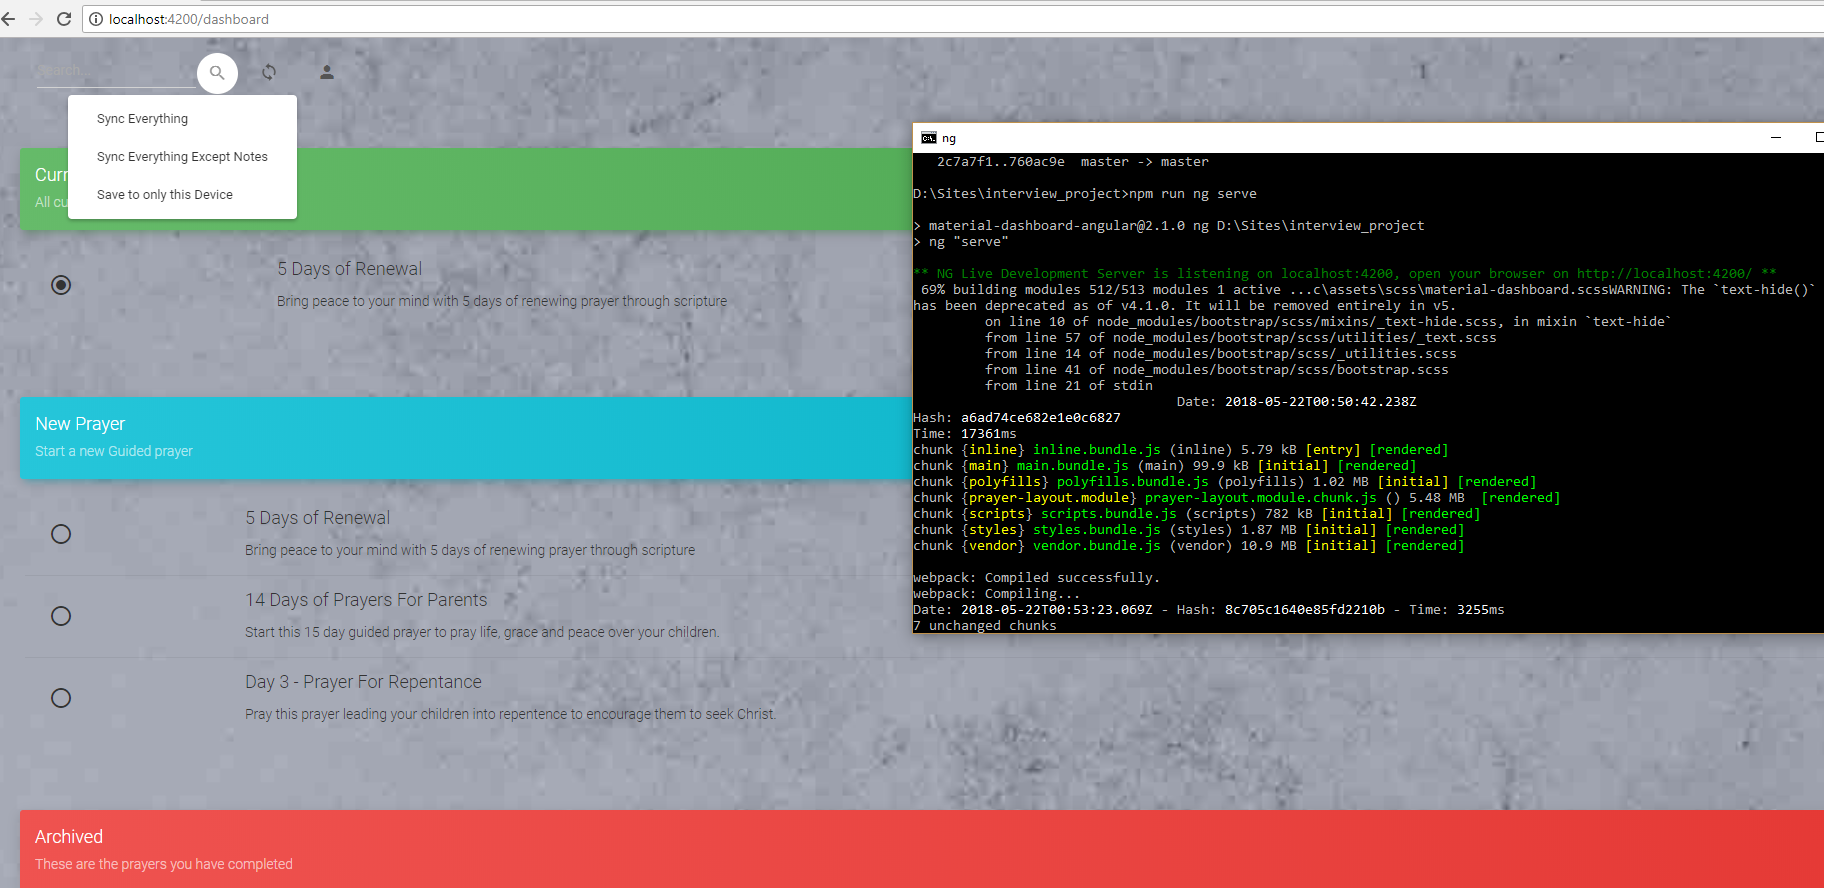 localhost:4200/dashboard
Search...
Sync Everything
Sync Everything Except Notes
Save to only this Device
Curr
All cu
5 Days of Renewal
Bring peace to your mind with 5 days of renewing prayer through scripture
New Prayer
Start a new Guided prayer
5 Days of Renewal
Bring peace to your mind with 5 days of renewing prayer through scripture
14 Days of Prayers For Parents
Start this 15 day guided prayer to pray life, grace and peace over your children.
Day 3 - Prayer For Repentance
Pray this prayer leading your children into repentence to encourage them to seek Christ.
Archived
These are the prayers you have completed
ng
2c7a7f1..760ac9e  master -> master
D:\Sites\interview_project>npm run ng serve
> material-dashboard-angular@2.1.0 ng D:\Sites\interview_project
> ng "serve"
** NG Live Development Server is listening on localhost:4200, open your browser on http://localhost:4200/ **
69% building modules 512/513 modules 1 active ...c\assets\scss\material-dashboard.scssWARNING: The `text-hide()`
has been deprecated as of v4.1.0. It will be removed entirely in v5.
on line 10 of node_modules/bootstrap/scss/mixins/_text-hide.scss, in mixin `text-hide`
from line 57 of node_modules/bootstrap/scss/utilities/_text.scss
from line 14 of node_modules/bootstrap/scss/_utilities.scss
from line 41 of node_modules/bootstrap/scss/bootstrap.scss
from line 21 of stdin
Date: 2018-05-22T00:50:42.238Z
Hash: a6ad74ce682e1e0c6827
Time: 17361ms
chunk {inline} inline.bundle.js (inline) 5.79 kB [entry] [rendered]
chunk {main} main.bundle.js (main) 99.9 kB [initial] [rendered]
chunk {polyfills} polyfills.bundle.js (polyfills) 1.02 MB [initial] [rendered]
chunk {prayer-layout.module} prayer-layout.module.chunk.js () 5.48 MB  [rendered]
chunk {scripts} scripts.bundle.js (scripts) 782 kB [initial] [rendered]
chunk {styles} styles.bundle.js (styles) 1.87 MB [initial] [rendered]
chunk {vendor} vendor.bundle.js (vendor) 10.9 MB [initial] [rendered]
webpack: Compiled successfully.
webpack: Compiling...
Date: 2018-05-22T00:53:23.069Z - Hash: 8c705c1640e85fd2210b - Time: 3255ms
7 unchanged chunks